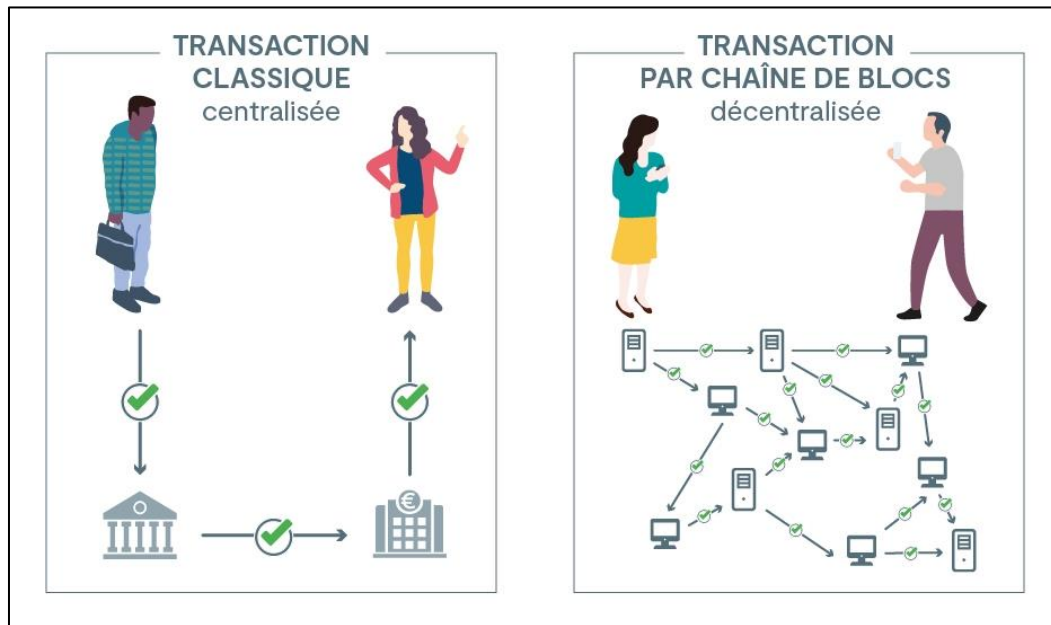 TRANSACTION
CLASSIQUE
centralisée
€
TRANSACTION
PAR CHAÎNE DE BLOCS
décentralisée